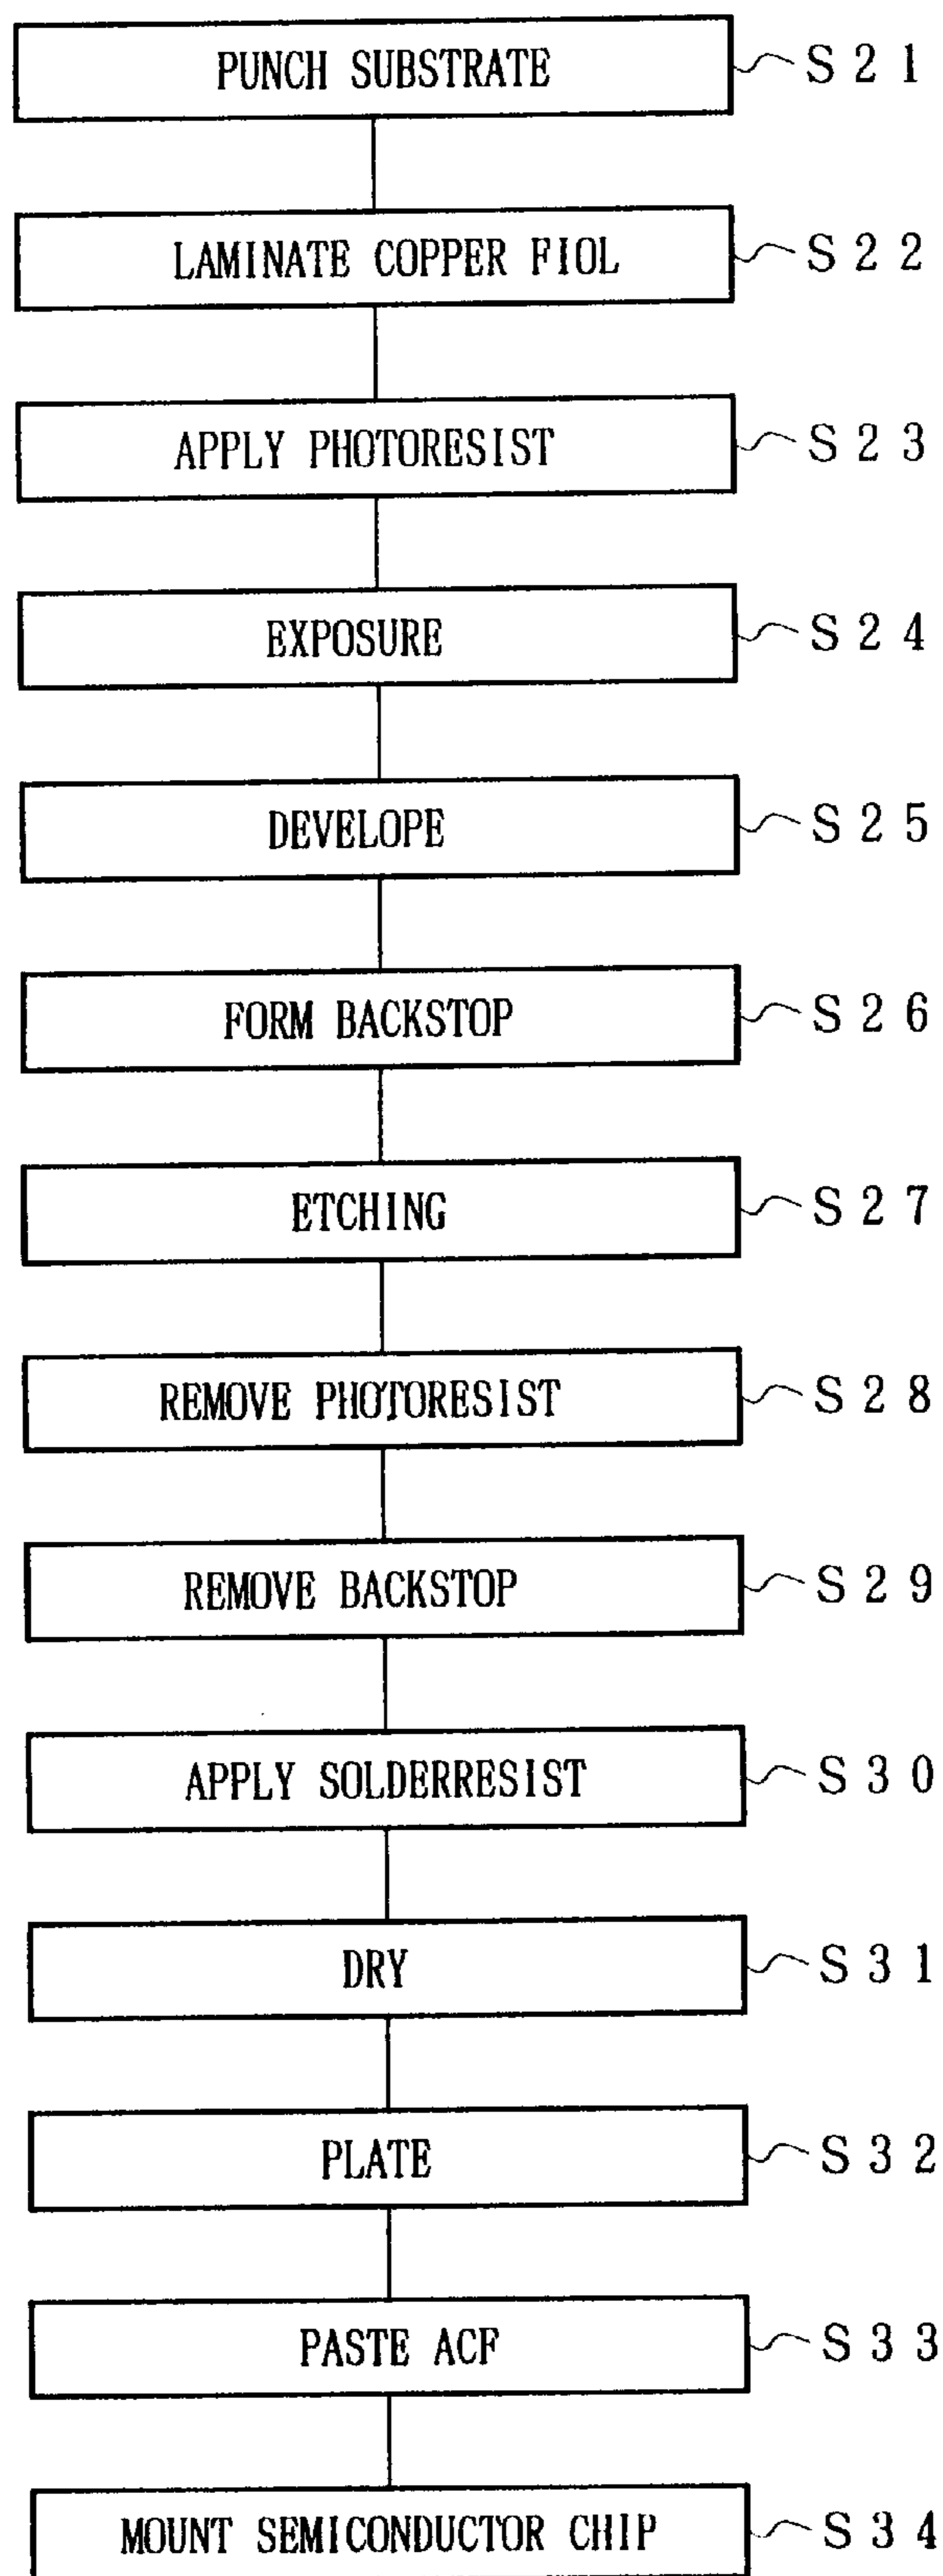 PUNCH SUBSTRATE S21
LAMINATE COPPER FIOL S22
APPLY PHOTORESIST S23
EXPOSURE S24
DEVELOPE S25
FORM BACKSTOP S26
ETCHING S27
REMOVE PHOTORESIST S28
REMOVE BACKSTOP S29
APPLY SOLDERRESIST S30
DRY S31
PLATE S32
PASTE ACF S33
MOUNT SEMICONDUCTOR CHIP S34